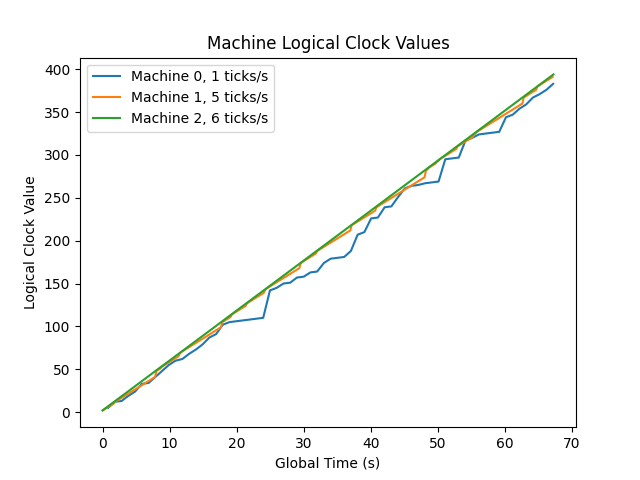 Machine Logical Clock Values
Machine 0, 1 ticks/s
Machine 1, 5 ticks/s
Machine 2, 6 ticks/s
400
350
300
250
200
150
100
50
0
Logical Clock Value
0 10 20 30 40 50 60 70
Global Time (s)